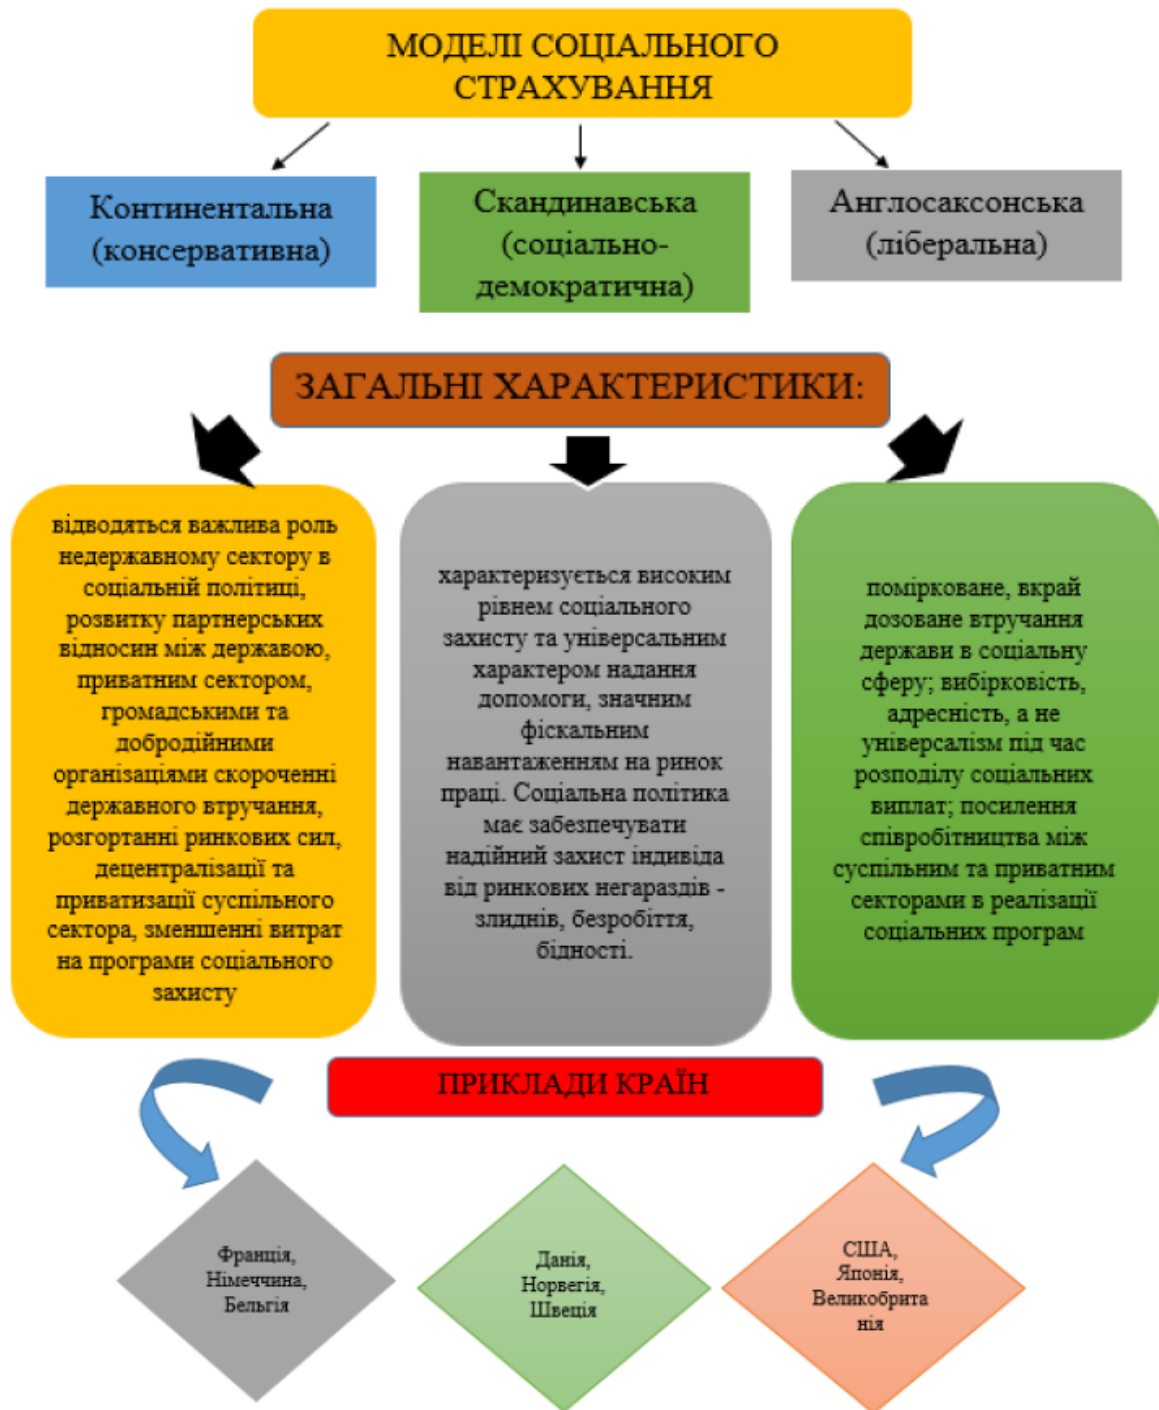 МОДЕЛІ СОЦІАЛЬНОГО
СТРАХУВАННЯ
Континентальна
(консервативна)
Скандинавська
(соціально-
демократична)
Англосаксонська
(ліберальна)
ЗАГАЛЬНІ ХАРАКТЕРИСТИКИ:
відводяться важлива роль
недержавному сектору в
соціальній політиці,
розвитку партнерських
відносин між державою,
приватним сектором,
громадськими та
добродійними
організаціями скороченні
державного втручання,
розгортанні ринкових сил,
децентралізації та
приватизації суспільного
сектора, зменшенні витрат
на програми соціального
захисту
характеризується високим
рівнем соціального
захисту та універсальним
характером надання
допомоги, значним
фіскальним
навантаженням на ринок
праці. Соціальна політика
має забезпечувати
надійний захист індивіда
від ринкових негараздів -
злиднів, безробіття,
бідності.
помірковане, вкрай
дозоване втручання
держави в соціальну
сферу; вибірковість,
адресність, а не
універсалізм під час
розподілу соціальних
виплат; посилення
співробітництва між
суспільним та приватним
секторами в реалізації
соціальних програм
ПРИКЛАДИ КРАЇН
Франція,
Німеччина,
Бельгія
Данія,
Норвегія,
Швеція
США,
Японія,
Великобрита
нія